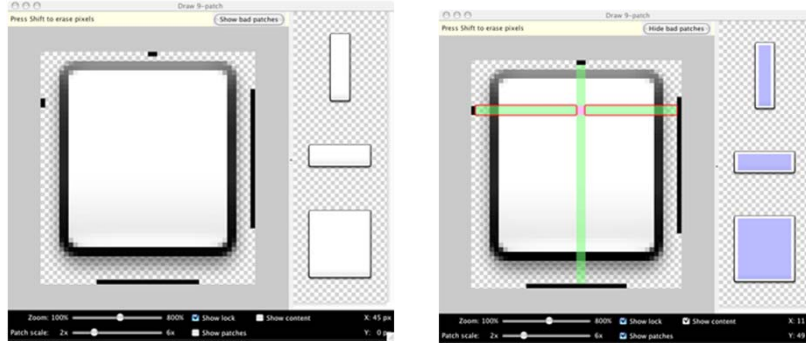 Draw 9-patch
Press Shift to erase pixels
Show bad patches
Zoom: 100%
800%
Show lock
Show content
X: 45 px
Patch scale: 2x
6x
Show patches
Y: 0
Draw 9-patch
Press Shift to erase pixels
Hide bad patches
Zoom: 100%
800%
Show lock
Show content
X: 11
Patch scale: 2x
6x
Show patches
Y: 49